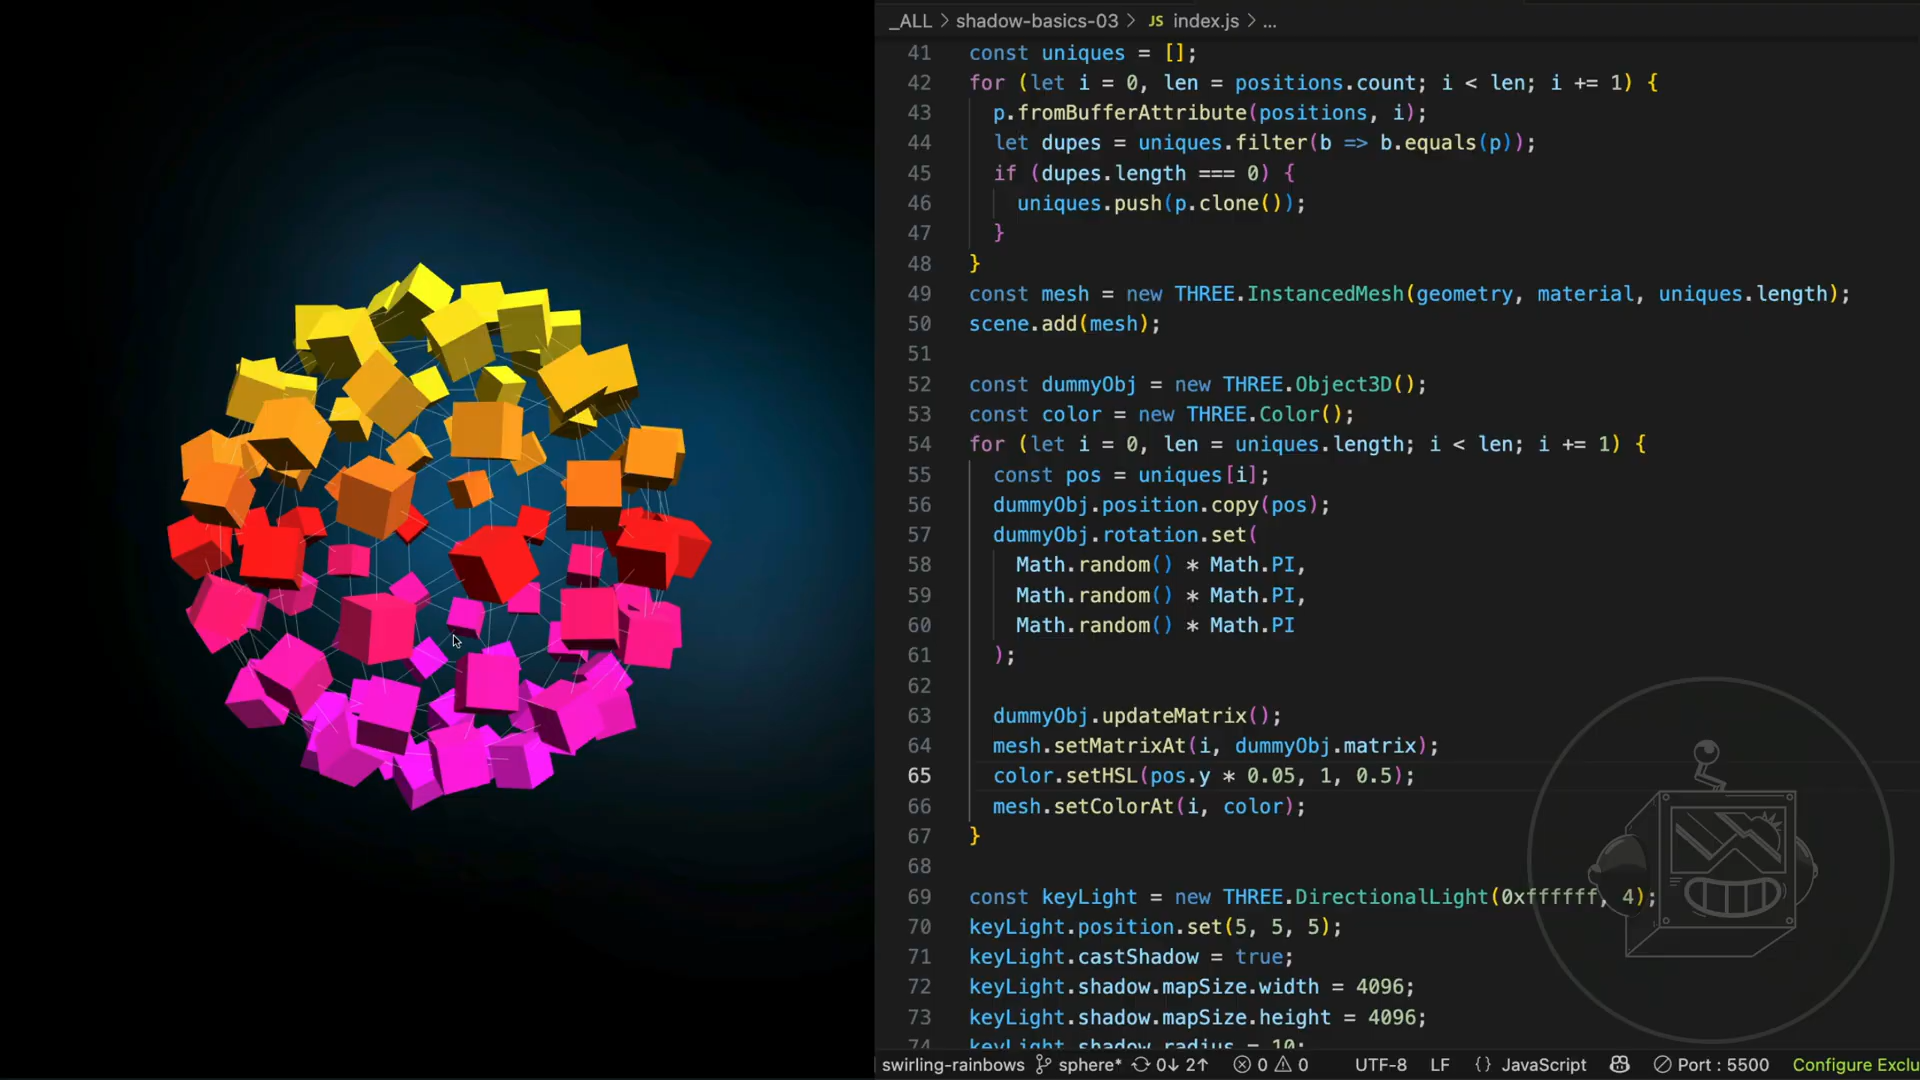 _ALL > shadow-basics-03 > JS index.js > ...
41 const uniques = [];
42 for (let i = 0, len = positions.count; i < len; i += 1) {
43 p.fromBufferAttribute(positions, i);
44 let dupes = uniques.filter(b => b.equals(p));
45 if (dupes.length === 0) {
46 uniques.push(p.clone());
47 }
48 }
49 const mesh = new THREE.InstancedMesh(geometry, material, uniques.length);
50 scene.add(mesh);
51
52 const dummyObj = new THREE.Object3D();
53 const color = new THREE.Color();
54 for (let i = 0, len = uniques.length; i < len; i += 1) {
55 const pos = uniques[i];
56 dummyObj.position.copy(pos);
57 dummyObj.rotation.set(
58 Math.random() * Math.PI,
59 Math.random() * Math.PI,
60 Math.random() * Math.PI
61 );
62
63 dummyObj.updateMatrix();
64 mesh.setMatrixAt(i, dummyObj.matrix);
65 color.setHSL(pos.y * 0.05, 1, 0.5);
66 mesh.setColorAt(i, color);
67 }
68
69 const keyLight = new THREE.DirectionalLight(0xffffff, 4);
70 keyLight.position.set(5, 5, 5);
71 keyLight.castShadow = true;
72 keyLight.shadow.mapSize.width = 4096;
73 keyLight.shadow.mapSize.height = 4096;
74 keyLight.shadow.radius = 10;
swirling-rainbows sphere* 0↓ 2↑ 0 0 UTF-8 LF {} JavaScript Port : 5500 Configure Exclu